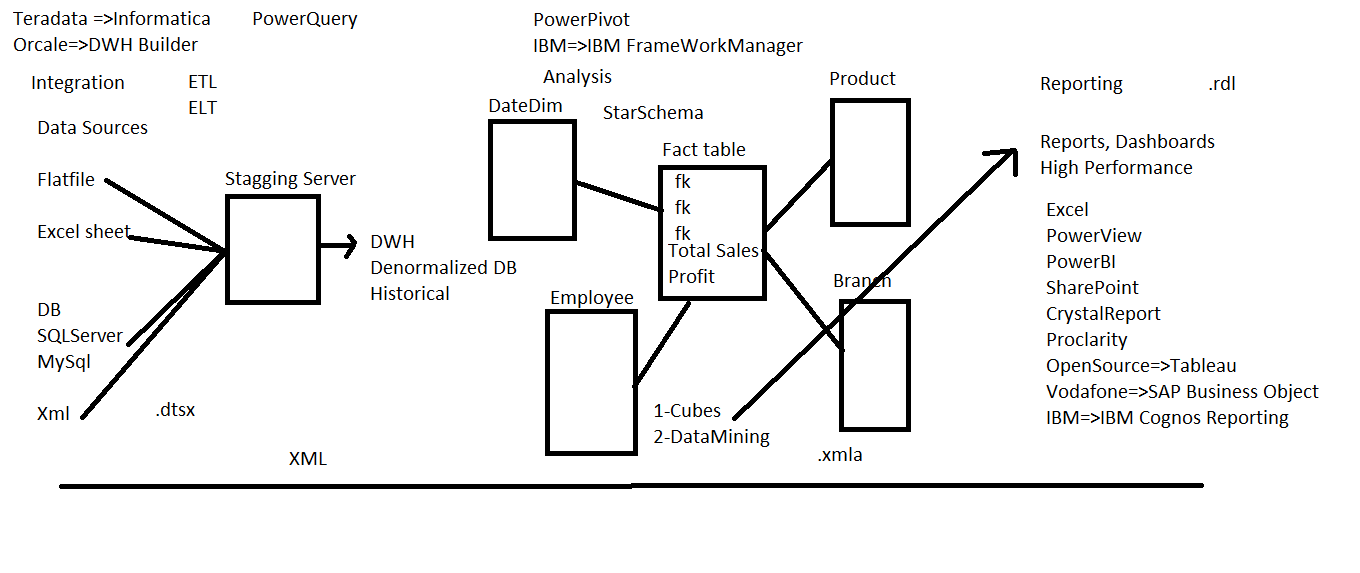 Teradata =>Informatica PowerQuery
Orcale=>DWH Builder
PowerPivot
IBM=>IBM FrameWorkManager
Integration ETL
ELT
Data Sources
Flatfile
Excel sheet
DB
SQLServer
MySql
Xml
.dtsx
Stagging Server
DWH
Denormalized DB
Historical
XML
Analysis
DateDim
StarSchema
Product
Fact table
fk
fk
fk
Total Sales
Profit
Employee
Branch
1-Cubes
2-DataMining
.xmla
Reporting .rdl
Reports, Dashboards
High Performance
Excel
PowerView
PowerBI
SharePoint
CrystalReport
Proclarity
OpenSource=>Tableau
Vodafone=>SAP Business Object
IBM=>IBM Cognos Reporting